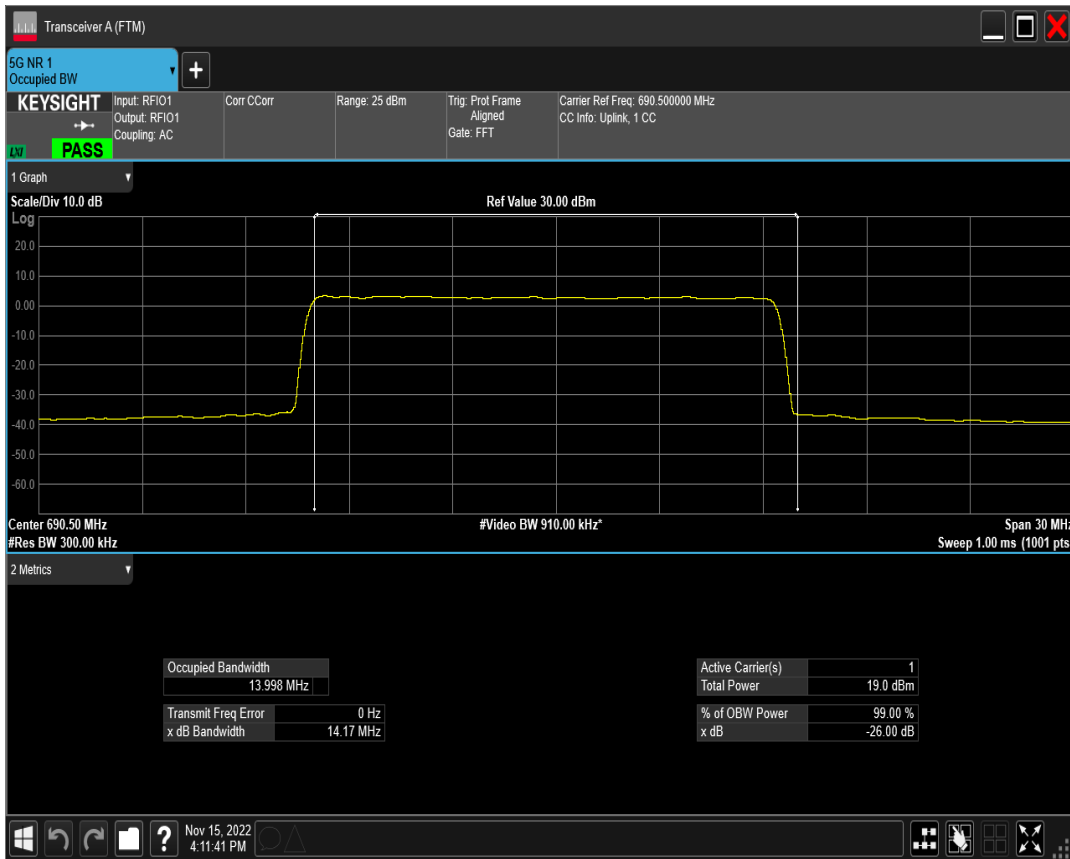 Transceiver A (FTM)
5G NR 1
Occupied BW
+
KEYSIGHT
LXI
PASS
Input: RFIO1
Output: RFIO1
Coupling: AC
Corr CCorr
Range: 25 dBm
Trig: Prot Frame
Aligned
Gate: FFT
Carrier Ref Freq: 690.500000 MHz
CC Info: Uplink, 1 CC
1 Graph
Scale/Div 10.0 dB
Ref Value 30.00 dBm
Log
20.0
10.0
0.00
-10.0
-20.0
-30.0
-40.0
-50.0
-60.0
Center 690.50 MHz
#Video BW 910.00 kHz*
Span 30 MHz
#Res BW 300.00 kHz
Sweep 1.00 ms (1001 pts
2 Metrics
Occupied Bandwidth
13.998 MHz
Transmit Freq Error 0 Hz
x dB Bandwidth 14.17 MHz
Active Carrier(s) 1
Total Power 19.0 dBm
% of OBW Power 99.00 %
x dB -26.00 dB
?
Nov 15, 2022
4:11:41 PM